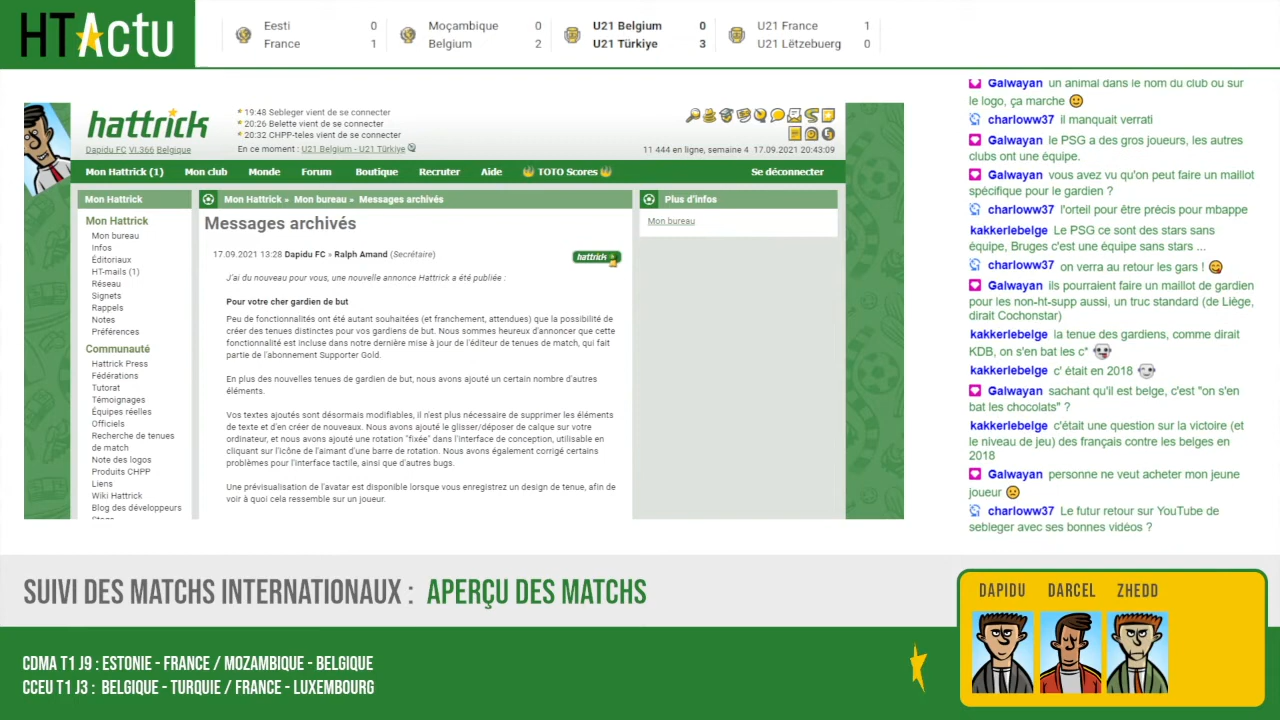 HTActu
Eesti 0
France 1
Moçambique 0
Belgium 2
U21 Belgium 0
U21 Türkiye 3
U21 France 1
U21 Lëtzebuerg 0
hattrick
Dapidu FC VI.366 Belgique
19:48 Sebleger vient de se connecter
20:26 Belette vient de se connecter
20:32 CHPP-teles vient de se connecter
En ce moment : U21 Belgium - U21 Türkiye
11 444 en ligne, semaine 4 17.09.2021 20:43:09
Mon Hattrick (1) Mon club Monde Forum Boutique Recruter Aide TOTO Scores Se déconnecter
Mon Hattrick
Mon Hattrick
Mon bureau
Infos
Éditoriaux
HT-mails (1)
Réseau
Signets
Rappels
Notes
Préférences
Communauté
Hattrick Press
Fédérations
Tutorat
Témoignages
Équipes réelles
Officiels
Recherche de tenues
de match
Note des logos
Produits CHPP
Liens
Wiki Hattrick
Blog des développeurs
Mon Hattrick » Mon bureau » Messages archivés
Messages archivés
17.09.2021 13:28 Dapidu FC » Ralph Amand (Secrétaire)
hattrick
J'ai du nouveau pour vous, une nouvelle annonce Hattrick a été publiée :
Pour votre cher gardien de but
Peu de fonctionnalités ont été autant souhaitées (et franchement, attendues) que la possibilité de
créer des tenues distinctes pour vos gardiens de but. Nous sommes heureux d'annoncer que cette
fonctionnalité est incluse dans notre dernière mise à jour de l'éditeur de tenues de match, qui fait
partie de l'abonnement Supporter Gold.
En plus des nouvelles tenues de gardien de but, nous avons ajouté un certain nombre d'autres
éléments.
Vos textes ajoutés sont désormais modifiables, il n'est plus nécessaire de supprimer les éléments
de texte et d'en créer de nouveaux. Nous avons ajouté le glisser/déposer de calque sur votre
ordinateur, et nous avons ajouté une rotation "fixée" dans l'interface de conception, utilisable en
cliquant sur l'icône de l'aimant d'une barre de rotation. Nous avons également corrigé certains
problèmes pour l'interface tactile, ainsi que d'autres bugs.
Une prévisualisation de l'avatar est disponible lorsque vous enregistrez un design de tenue, afin de
voir à quoi cela ressemble sur un joueur.
Plus d'infos
Mon bureau
Galwayan un animal dans le nom du club ou sur
le logo, ça marche
charloww37 il manquait verrati
Galwayan le PSG a des gros joueurs, les autres
clubs ont une équipe.
Galwayan vous avez vu qu'on peut faire un maillot
spécifique pour le gardien ?
charloww37 l'orteil pour être précis pour mbappe
kakkerlebelge Le PSG ce sont des stars sans
équipe, Bruges c'est une équipe sans stars ...
charloww37 on verra au retour les gars !
Galwayan ils pourraient faire un maillot de gardien
pour les non-ht-supp aussi, un truc standard (de Liège,
dirait Cochonstar)
kakkerlebelge la tenue des gardiens, comme dirait
KDB, on s'en bat les c*
kakkerlebelge c' était en 2018
Galwayan sachant qu'il est belge, c'est "on s'en
bat les chocolats" ?
kakkerlebelge c'était une question sur la victoire (et
le niveau de jeu) des français contre les belges en
2018
Galwayan personne ne veut acheter mon jeune
joueur
charloww37 Le futur retour sur YouTube de
sebleger avec ses bonnes vidéos ?
SUIVI DES MATCHS INTERNATIONAUX : APERÇU DES MATCHS
DAPIDU DARCEL ZHEDD
CDMA T1 J9 : ESTONIE - FRANCE / MOZAMBIQUE - BELGIQUE
CCEU T1 J3 : BELGIQUE - TURQUIE / FRANCE - LUXEMBOURG